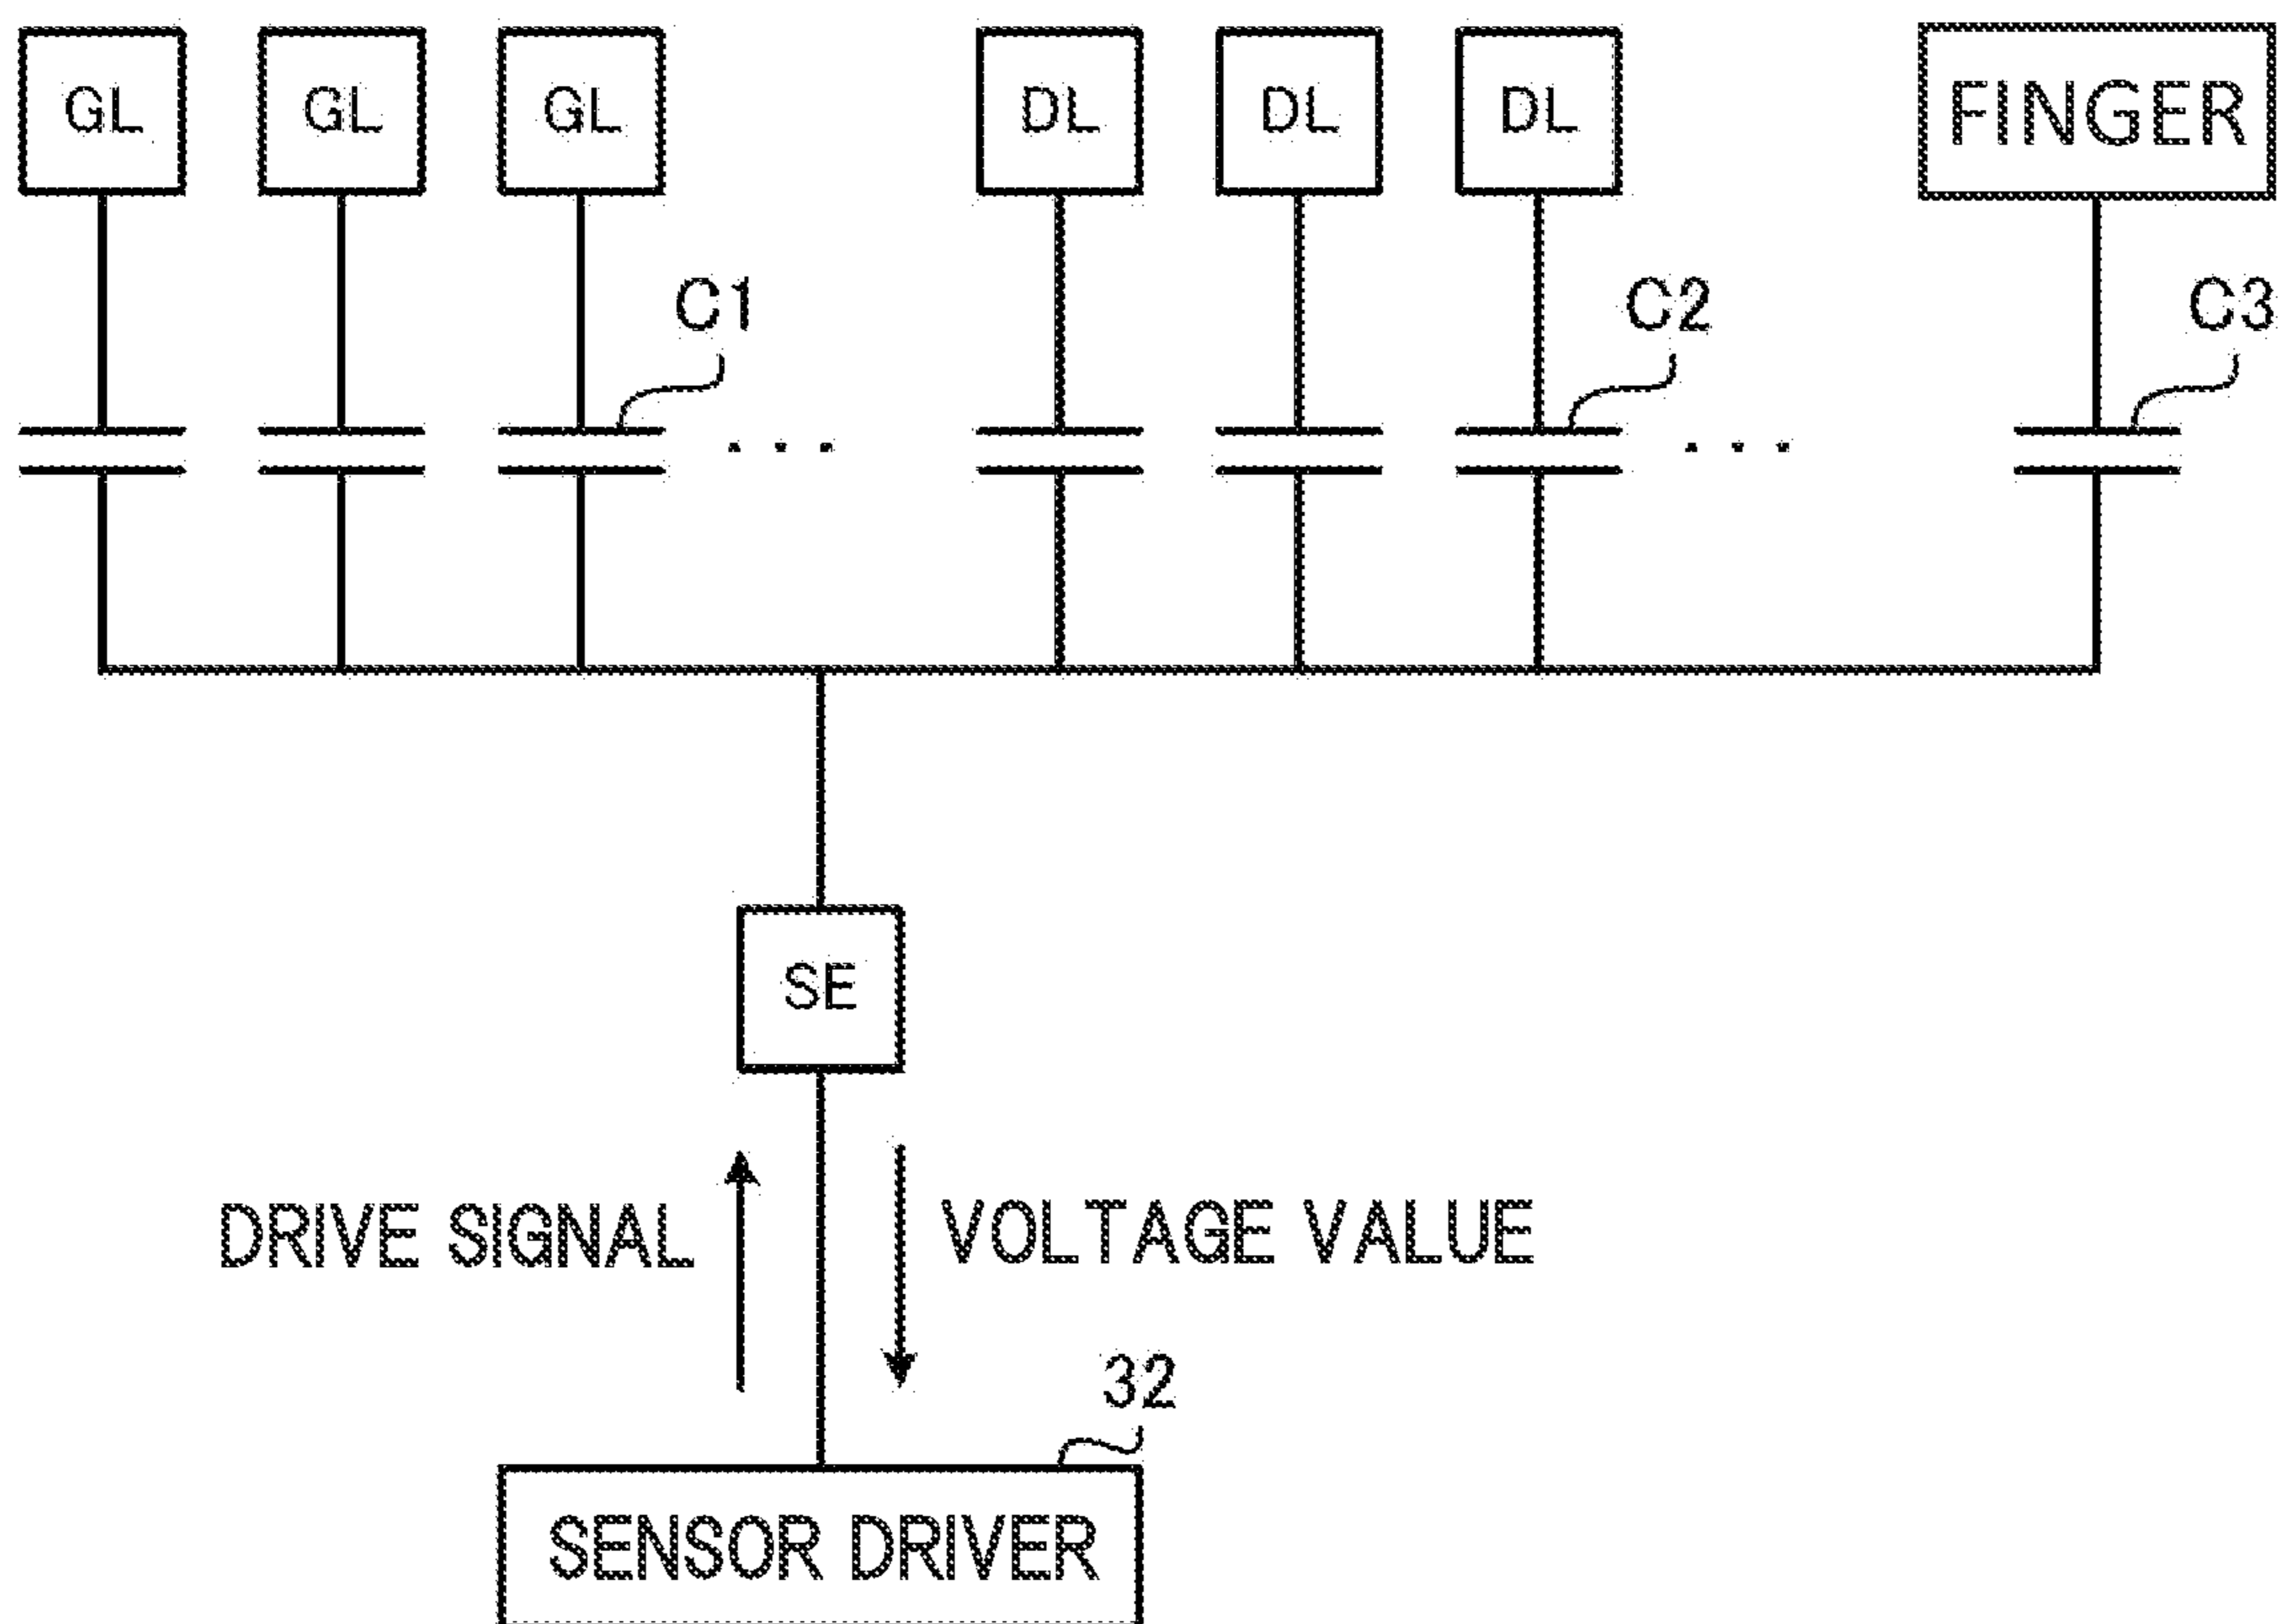 GL GL GL DL DL DL FINGER
C1 C2 C3
. . . . . .
SE
DRIVE SIGNAL VOLTAGE VALUE
32
SENSOR DRIVER